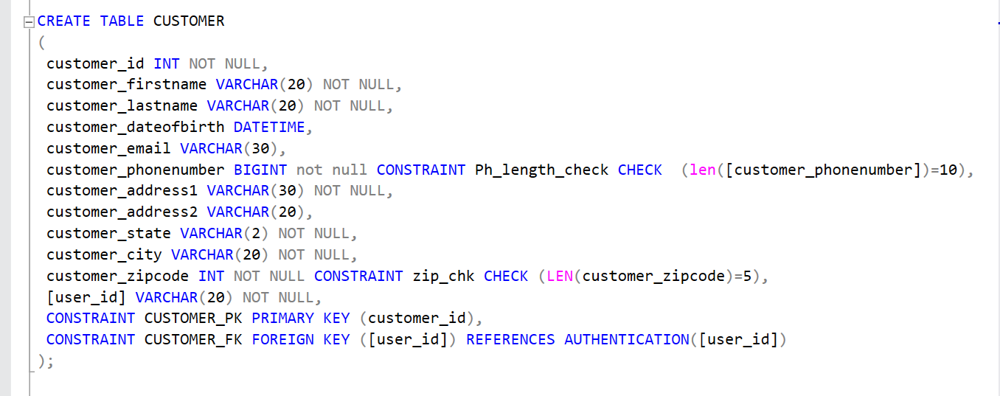 CREATE TABLE CUSTOMER
(
customer_id INT NOT NULL,
customer_firstname VARCHAR(20) NOT NULL,
customer_lastname VARCHAR(20) NOT NULL,
customer_dateofbirth DATETIME,
customer_email VARCHAR(30),
customer_phonenumber BIGINT not null CONSTRAINT Ph_length_check CHECK  (len([customer_phonenumber])=10),
customer_address1 VARCHAR(30) NOT NULL,
customer_address2 VARCHAR(20),
customer_state VARCHAR(2) NOT NULL,
customer_city VARCHAR(20) NOT NULL,
customer_zipcode INT NOT NULL CONSTRAINT zip_chk CHECK (LEN(customer_zipcode)=5),
[user_id] VARCHAR(20) NOT NULL,
CONSTRAINT CUSTOMER_PK PRIMARY KEY (customer_id),
CONSTRAINT CUSTOMER_FK FOREIGN KEY ([user_id]) REFERENCES AUTHENTICATION([user_id])
);